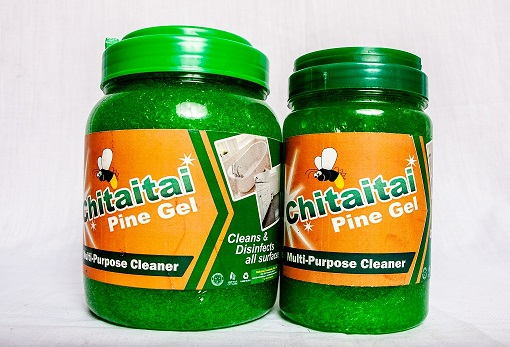 Chitaitai
Pine Gel
Cleans &
Disinfects
all surfaces
Multi-Purpose Cleaner
Chitaitai
Pine Gel
Multi-Purpose Cleaner